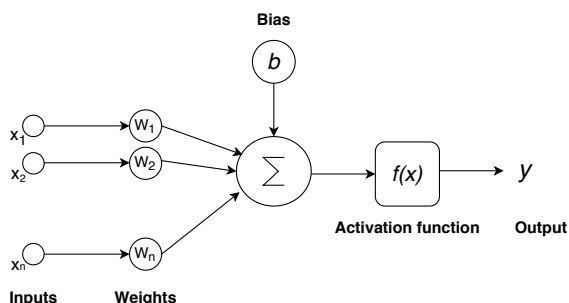 Bias
b
x1 w1
x2 w2
∑ f(x) y
Activation function Output
xn wn
Inputs Weights